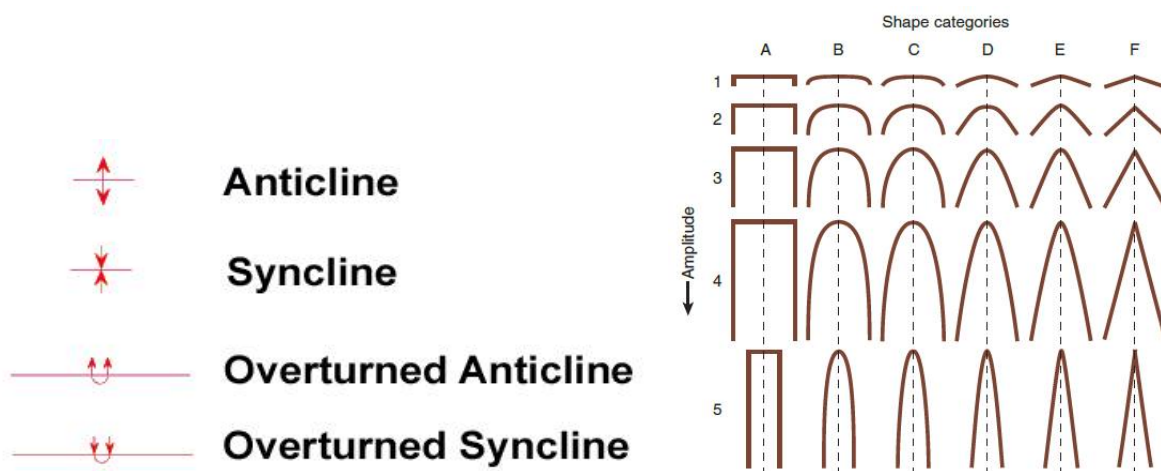 Anticline
Syncline
Overturned Anticline
Overturned Syncline
Shape categories
A B C D E F
1
2
3
4
5
Amplitude